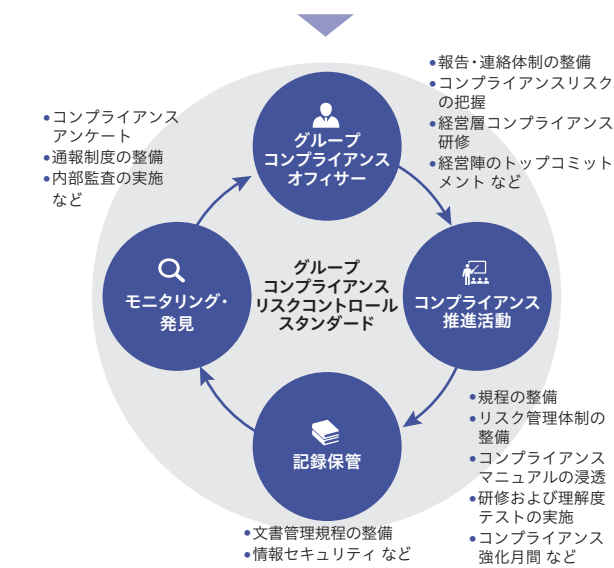 •報告・連絡体制の整備
•コンプライアンスリスク
の把握
•経営層コンプライアンス
研修
•経営陣のトップコミット
メント など
•コンプライアンス
アンケート
•通報制度の整備
•内部監査の実施
など
グループ
コンプライアンス
オフィサー
グループ
コンプライアンス
リスクコントロール
スタンダード
モニタリング・
発見
コンプライアンス
推進活動
記録保管
•規程の整備
•リスク管理体制の
整備
•コンプライアンス
マニュアルの浸透
•研修および理解度
テストの実施
•コンプライアンス
強化月間 など
•文書管理規程の整備
•情報セキュリティ など